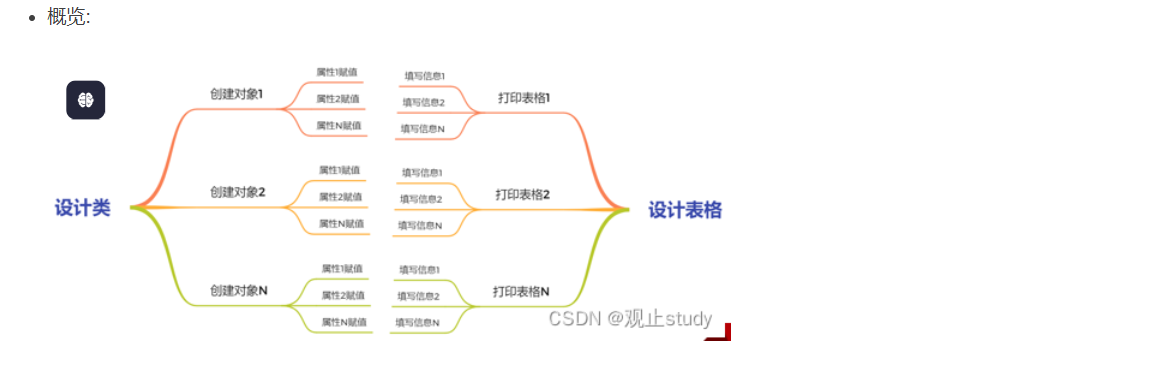 概览:
设计类
创建对象1
属性1赋值
属性2赋值
属性N赋值
创建对象2
属性1赋值
属性2赋值
属性N赋值
创建对象N
属性1赋值
属性2赋值
属性N赋值
填写信息1
填写信息2
填写信息N
打印表格1
填写信息1
填写信息2
填写信息N
打印表格2
填写信息1
填写信息2
填写信息N
打印表格N
设计表格
CSDN @观止study